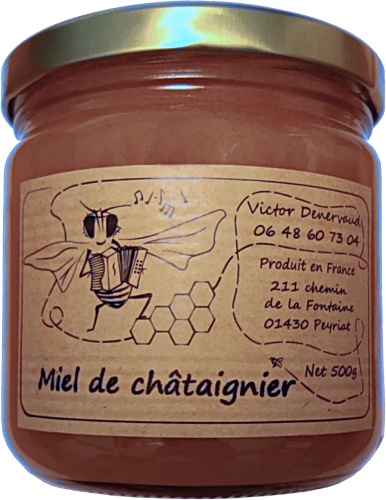 Victor Denervaud
06 48 60 73 04
Produit en France
211 chemin
de la Fontaine
01430 Peyriat
Net 500g
Miel de châtaignier